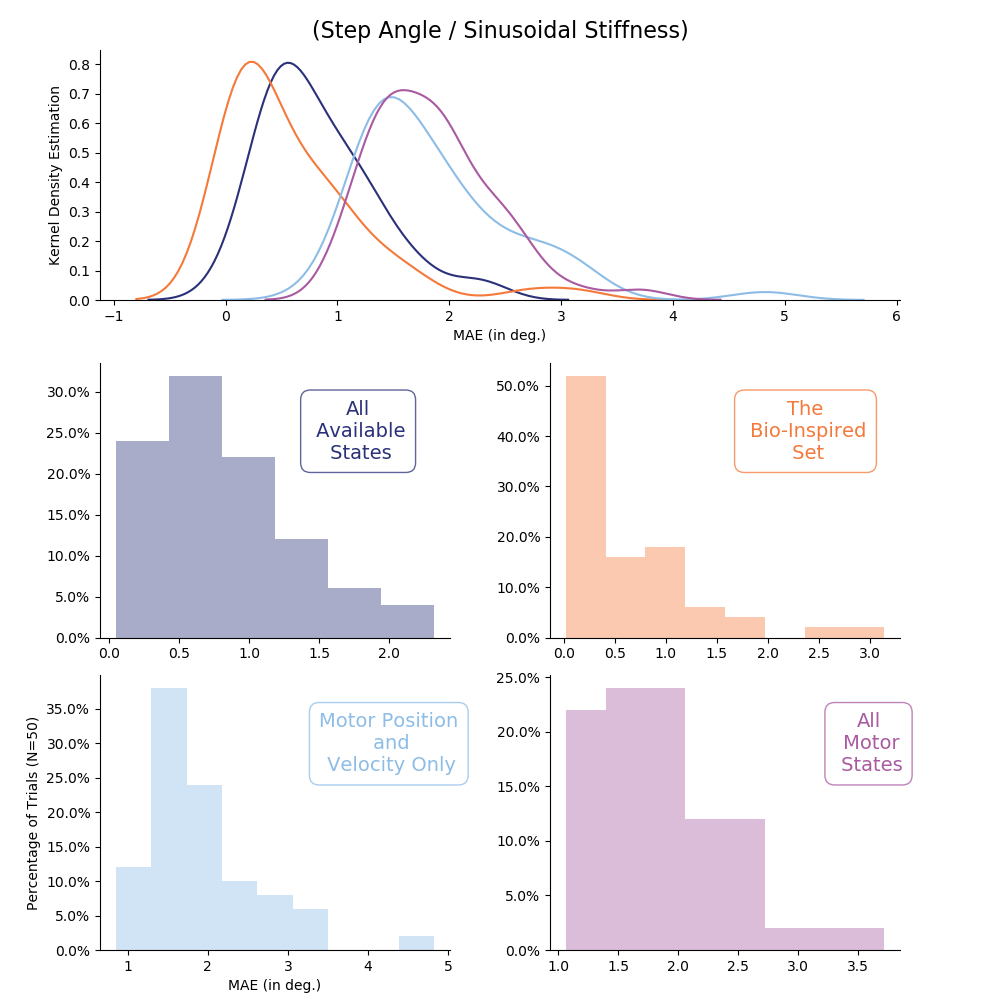 (Step Angle / Sinusoidal Stiffness)
Kernel Density Estimation
0.8
0.7
0.6
0.5
0.4
0.3
0.2
0.1
0.0
−1 0 1 2 3 4 5 6
MAE (in deg.)
30.0%
25.0%
20.0%
15.0%
10.0%
5.0%
0.0%
All
Available
States
0.0 0.5 1.0 1.5 2.0
50.0%
40.0%
30.0%
20.0%
10.0%
0.0%
The
Bio-Inspired
Set
0.0 0.5 1.0 1.5 2.0 2.5 3.0
Percentage of Trials (N=50)
35.0%
30.0%
25.0%
20.0%
15.0%
10.0%
5.0%
0.0%
Motor Position
and
Velocity Only
1 2 3 4 5
MAE (in deg.)
25.0%
20.0%
15.0%
10.0%
5.0%
0.0%
All
Motor
States
1.0 1.5 2.0 2.5 3.0 3.5